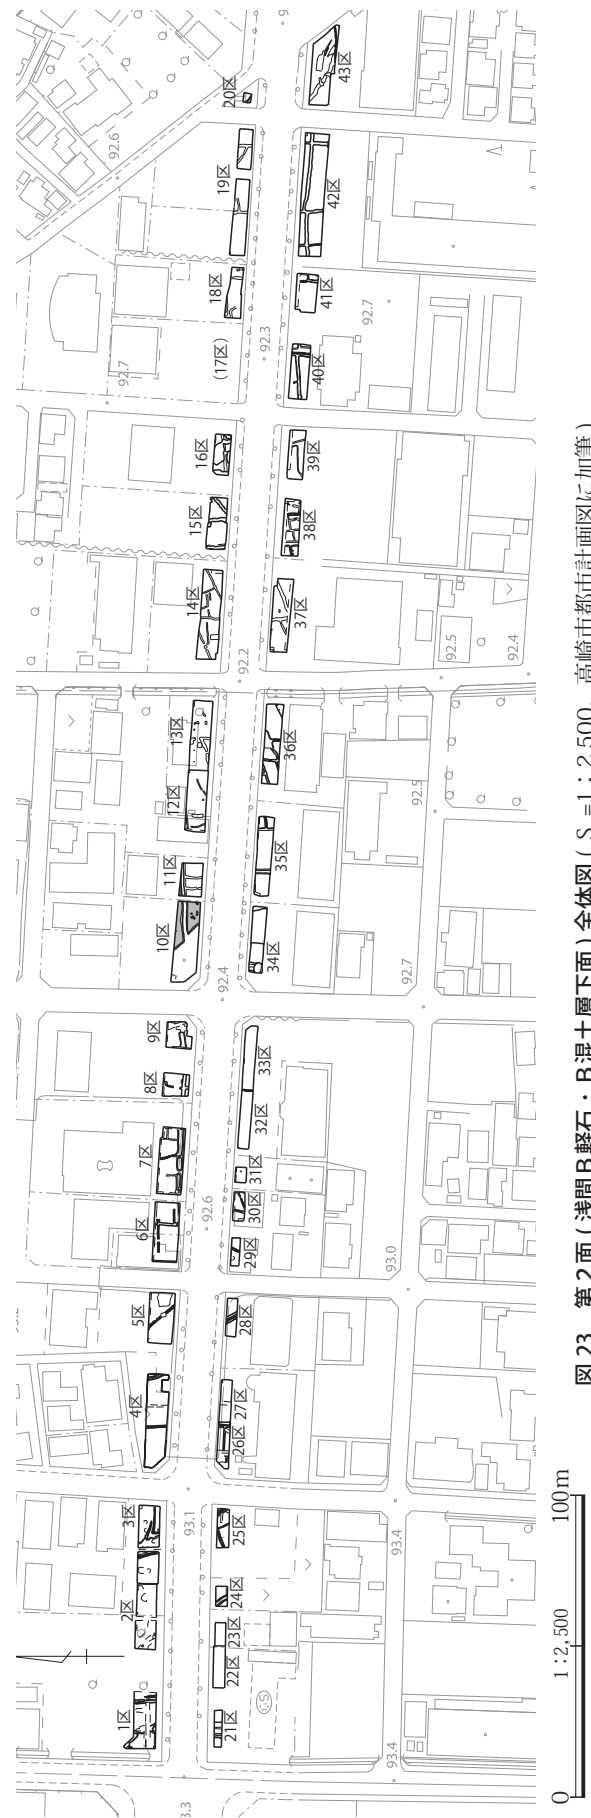 43区
20区
92.6
19区
42区
18区
41区
92.7
92.3
(17区)
92.7
40区
16区
39区
15区
38区
14区
37区
92.5
92.4
92.2
13区
36区
12区
92.5
35区
11区
10区
34区
92.7
92.4
9区
33区
8区
32区
7区
31区
30区
92.6
6区
29区
93.0
5区
28区
4区
27区
26区
3区
93.1
25区
93.4
2区
24区
23区
22区
1区
21区
GS
93.4
3.3
0
1:2,500
100m
図 23 第2面(浅間B軽石・B混土層下面)全体図(S=1:2,500、高崎市都市計画図に加筆)